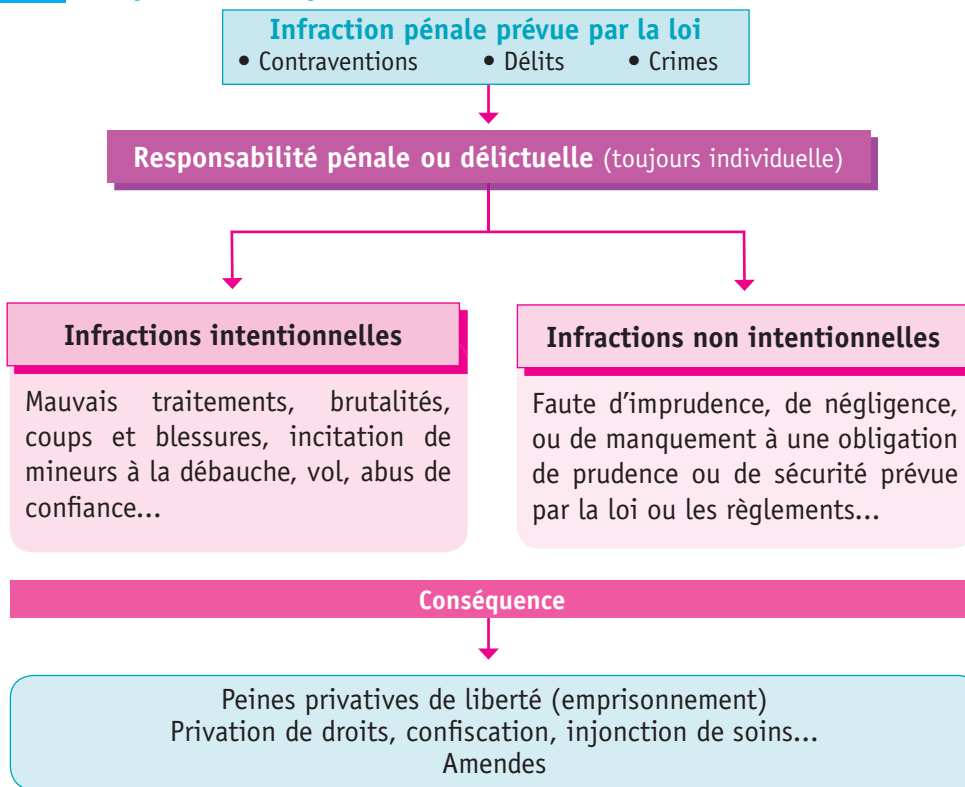 Infraction pénale prévue par la loi
• Contraventions • Délits • Crimes
Responsabilité pénale ou délictuelle (toujours individuelle)
Infractions intentionnelles
Mauvais traitements, brutalités,
coups et blessures, incitation de
mineurs à la débauche, vol, abus de
confiance...
Infractions non intentionnelles
Faute d'imprudence, de négligence,
ou de manquement à une obligation
de prudence ou de sécurité prévue
par la loi ou les règlements...
Conséquence
Peines privatives de liberté (emprisonnement)
Privation de droits, confiscation, injonction de soins...
Amendes